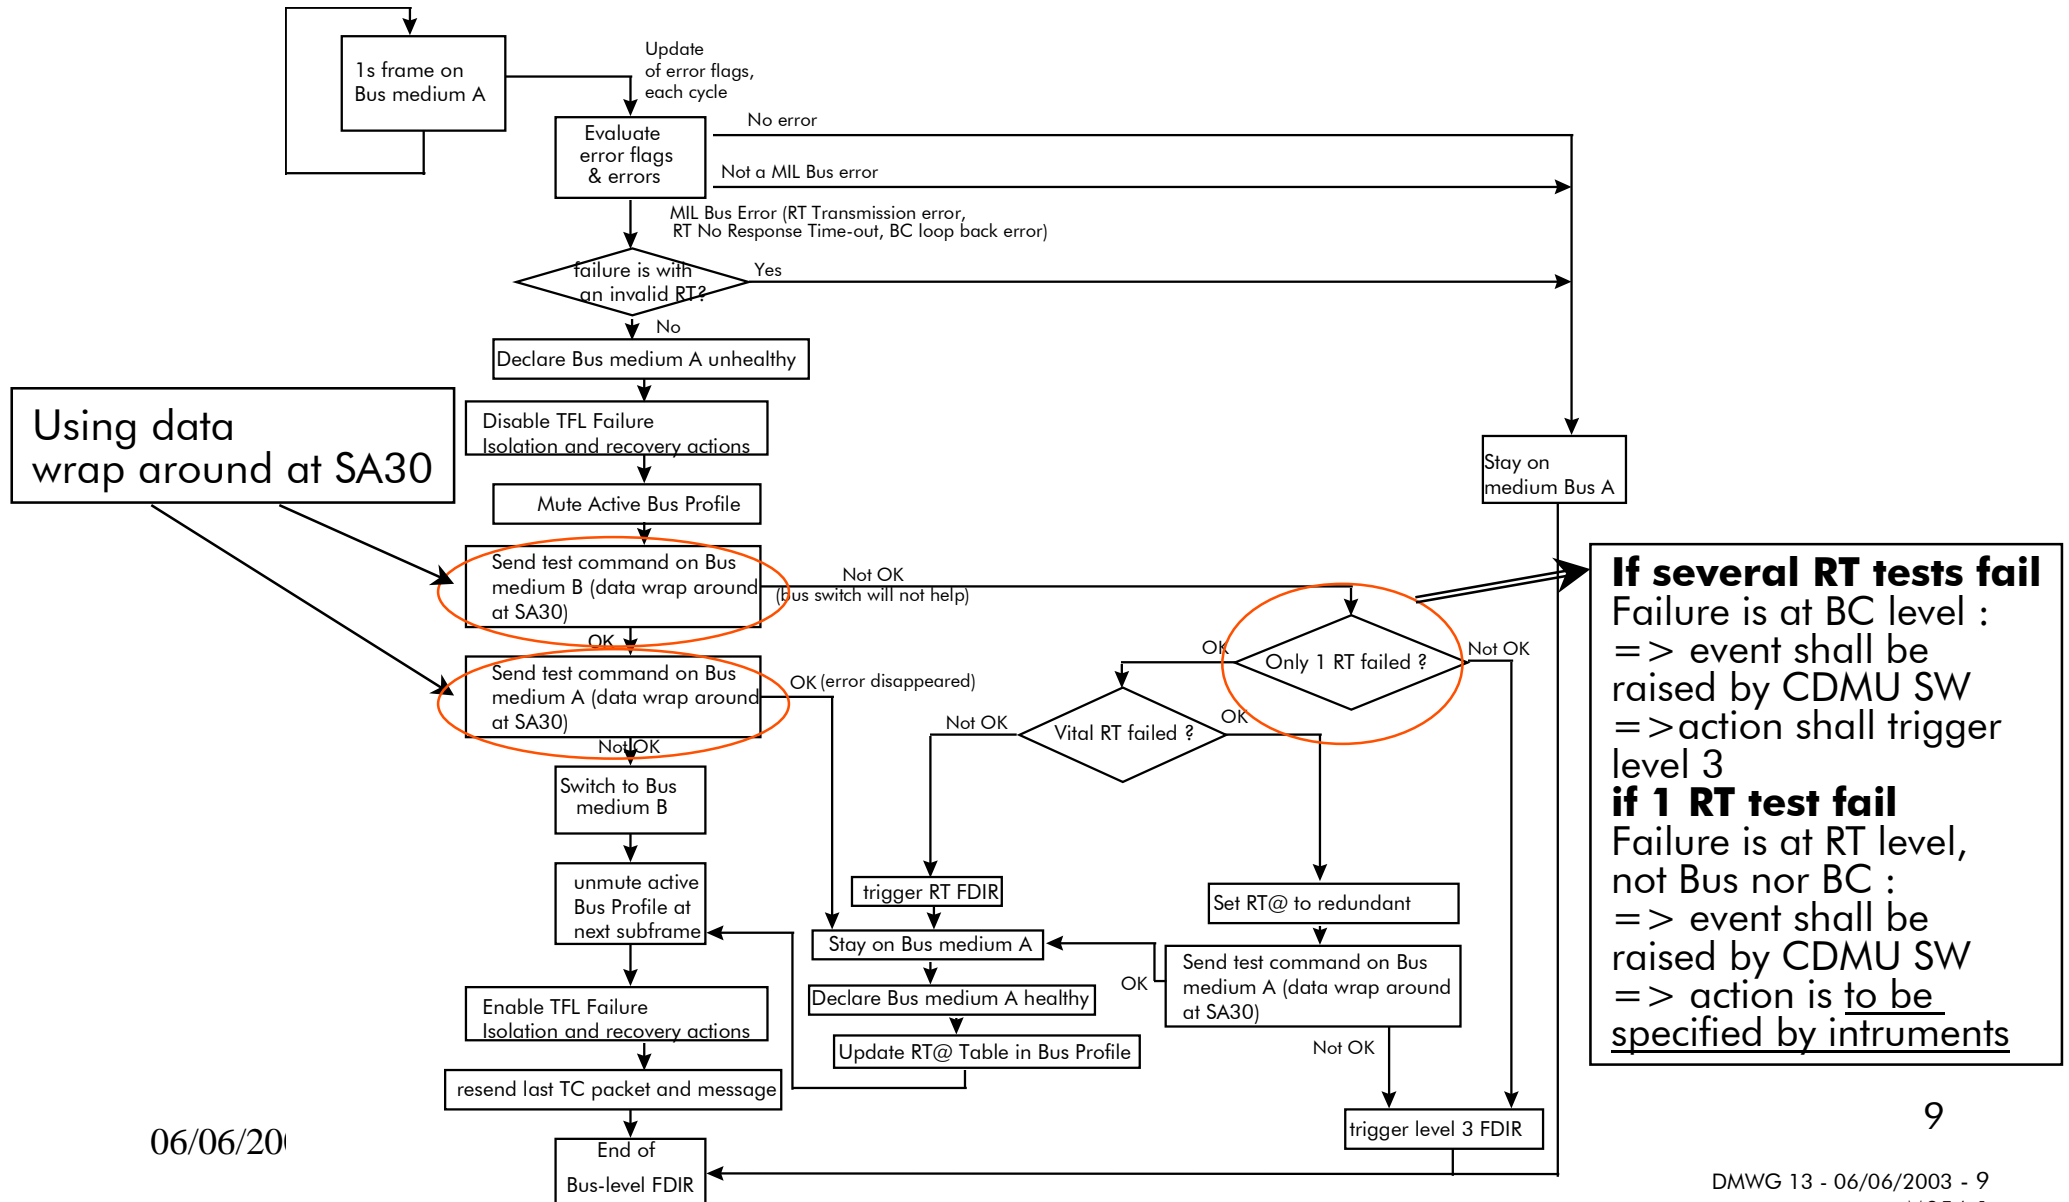 1s frame on
Bus medium A
Update
of error flags,
each cycle
Evaluate
error flags
& errors
No error
Not a MIL Bus error
MIL Bus Error (RT Transmission error,
RT No Response Time-out, BC loop back error)
failure is with
an invalid RT?
Yes
No
Declare Bus medium A unhealthy
Disable TFL Failure
Isolation and recovery actions
Mute Active Bus Profile
Using data
wrap around at SA30
Send test command on Bus
medium B (data wrap around
at SA30)
Not OK
(bus switch will not help)
OK
Send test command on Bus
medium A (data wrap around
at SA30)
OK (error disappeared)
Not OK
Switch to Bus
medium B
unmute active
Bus Profile at
next subframe
Enable TFL Failure
Isolation and recovery actions
resend last TC packet and message
End of
Bus-level FDIR
Stay on
medium Bus A
Only 1 RT failed ?
OK
Not OK
Vital RT failed ?
Not OK
OK
trigger RT FDIR
Stay on Bus medium A
Declare Bus medium A healthy
Update RT@ Table in Bus Profile
Set RT@ to redundant
Send test command on Bus
medium A (data wrap around
at SA30)
OK
Not OK
trigger level 3 FDIR
If several RT tests fail
Failure is at BC level :
=> event shall be
raised by CDMU SW
=>action shall trigger
level 3
if 1 RT test fail
Failure is at RT level,
not Bus nor BC :
=> event shall be
raised by CDMU SW
=> action is to be
specified by intruments
06/06/20
9
DMWG 13 - 06/06/2003 - 9